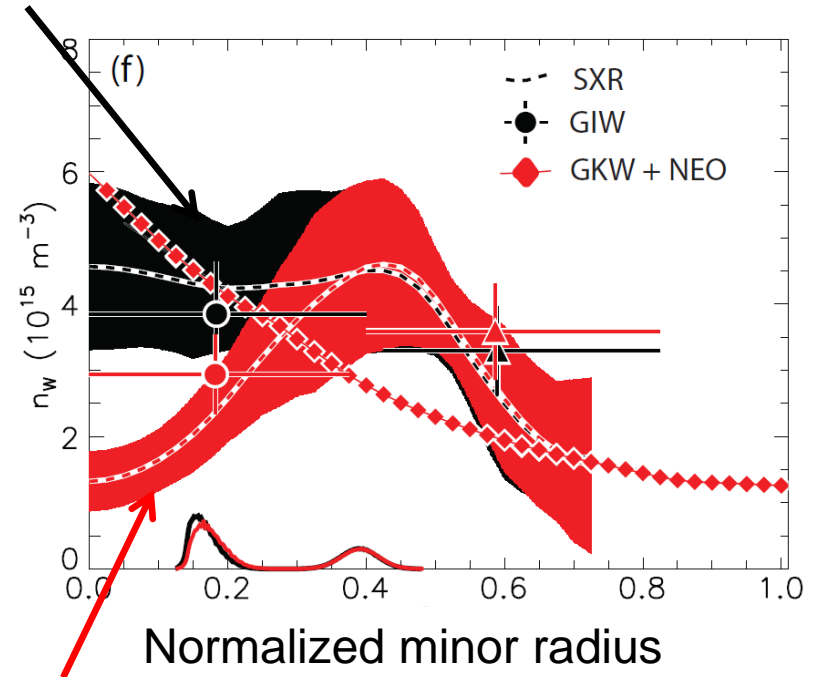 (f)
SXR
GIW
GKW + NEO
8
6
4
2
0
n_W (10^15 m^-3)
0.0 0.2 0.4 0.6 0.8 1.0
Normalized minor radius